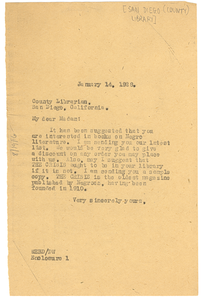 [SAN DIEGO (COUNTY)
LIBRARY]
January 14, 1926.
County Librarian,
San Diego, California.
My dear Madam:
It has been suggested that you
are interested in books on Negro
literature. I am sending you our latest
list. We would be very glad to give
a discount on any order you may place
with us. Also, may I suggest that
THE CRISIS ought to be in your library
if it is not. I am sending you a sample
copy. THE CRISIS is the oldest magazine
published by Negroes, having been
founded in 1910.
Very sincerely yours,
Enclosure 1